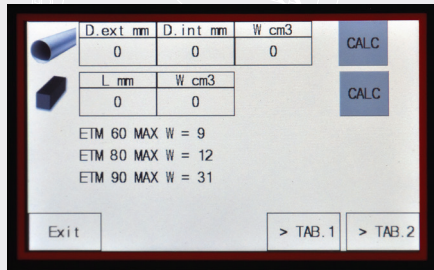 D.ext mm D.int mm W cm3
0 0 0
CALC
L mm W cm3
0 0
CALC
ETM 60 MAX W = 9
ETM 80 MAX W = 12
ETM 90 MAX W = 31
Exit > TAB.1 > TAB.2